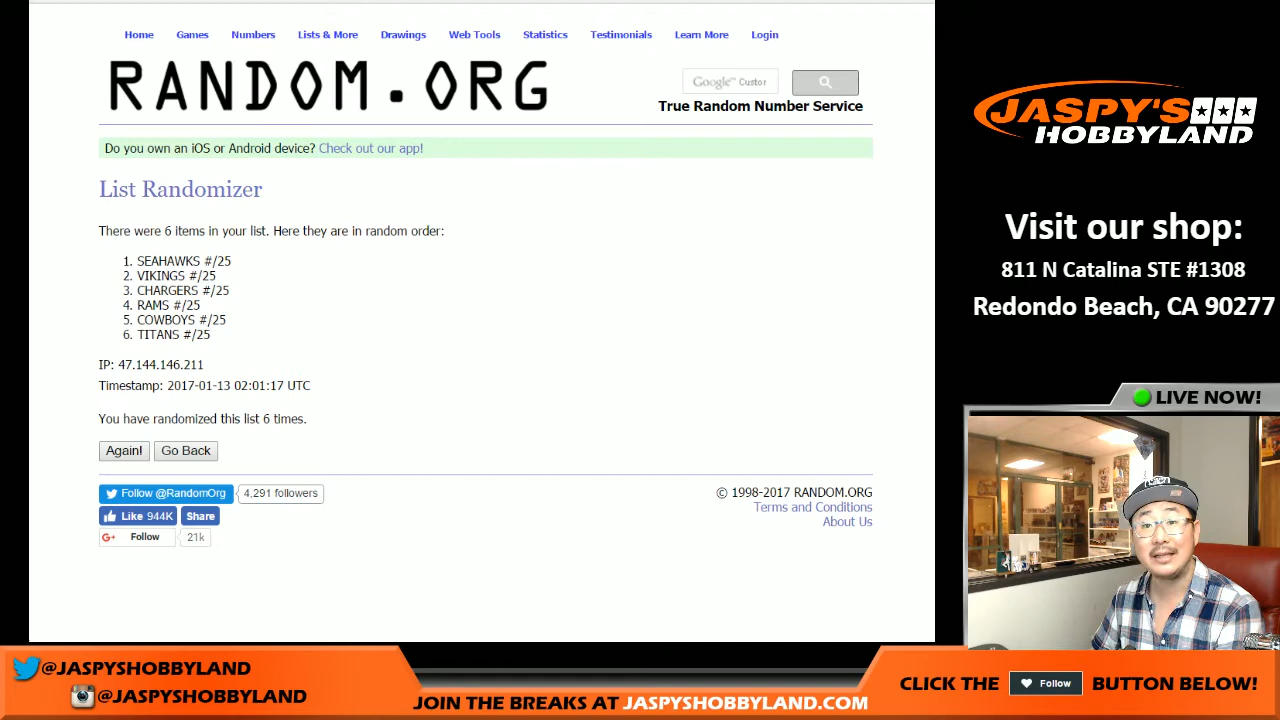 Home Games Numbers Lists & More Drawings Web Tools Statistics Testimonials Learn More Login
RANDOM.ORG
Google™ Custor
True Random Number Service
Do you own an iOS or Android device? Check out our app!
List Randomizer
There were 6 items in your list. Here they are in random order:
1. SEAHAWKS #/25
2. VIKINGS #/25
3. CHARGERS #/25
4. RAMS #/25
5. COWBOYS #/25
6. TITANS #/25
IP: 47.144.146.211
Timestamp: 2017-01-13 02:01:17 UTC
You have randomized this list 6 times.
Again! Go Back
Follow @RandomOrg 4,291 followers
Like 944K Share
Follow 21k
© 1998-2017 RANDOM.ORG
Terms and Conditions
About Us
JASPY'S
HOBBYLAND
Visit our shop:
811 N Catalina STE #1308
Redondo Beach, CA 90277
LIVE NOW!
@JASPYSHOBBYLAND
@JASPYSHOBBYLAND
JOIN THE BREAKS AT JASPYSHOBBYLAND.COM
CLICK THE Follow BUTTON BELOW!